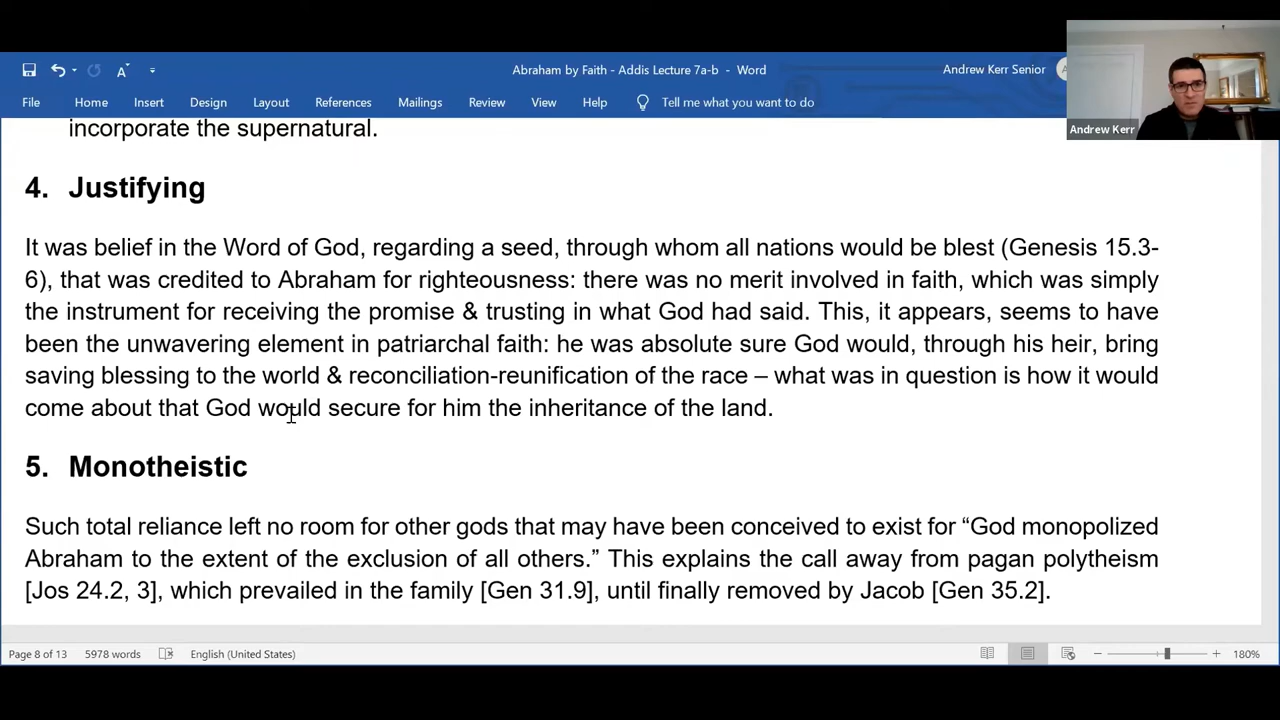 Abraham by Faith - Addis Lecture 7a-b - Word
Andrew Kerr Senior
File Home Insert Design Layout References Mailings Review View Help Tell me what you want to do
Andrew Kerr
incorporate the supernatural.
4. Justifying
It was belief in the Word of God, regarding a seed, through whom all nations would be blest (Genesis 15.3-
6), that was credited to Abraham for righteousness: there was no merit involved in faith, which was simply
the instrument for receiving the promise & trusting in what God had said. This, it appears, seems to have
been the unwavering element in patriarchal faith: he was absolute sure God would, through his heir, bring
saving blessing to the world & reconciliation-reunification of the race – what was in question is how it would
come about that God would secure for him the inheritance of the land.
5. Monotheistic
Such total reliance left no room for other gods that may have been conceived to exist for “God monopolized
Abraham to the extent of the exclusion of all others.” This explains the call away from pagan polytheism
[Jos 24.2, 3], which prevailed in the family [Gen 31.9], until finally removed by Jacob [Gen 35.2].
Page 8 of 13 5978 words English (United States) 180%